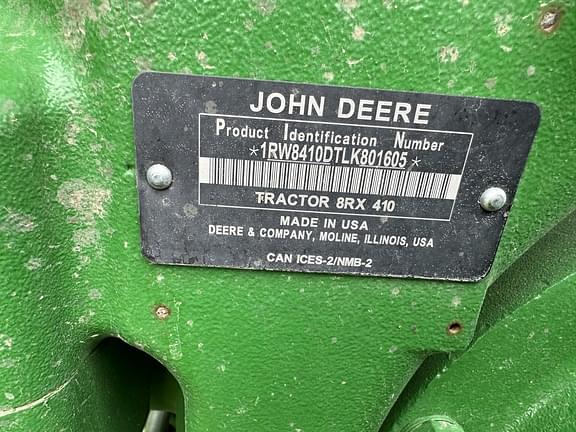 JOHN DEERE
Product Identification Number
*1RW8410DTLK801605*
TRACTOR 8RX 410
MADE IN USA
DEERE & COMPANY, MOLINE, ILLINOIS, USA
CAN ICES-2/NMB-2